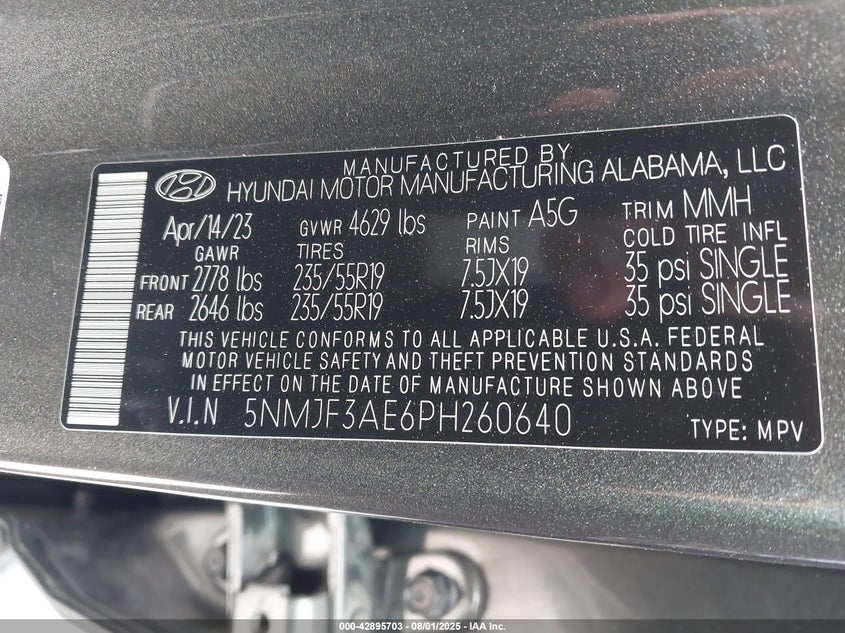 MANUFACTURED BY
HYUNDAI MOTOR MANUFACTURING ALABAMA, LLC
Apr/14/23 GVWR 4629 lbs PAINT A5G TRIM MMH
GAWR TIRES RIMS COLD TIRE INFL
FRONT 2778 lbs 235/55R19 7.5JX19 35 psi SINGLE
REAR 2646 lbs 235/55R19 7.5JX19 35 psi SINGLE
THIS VEHICLE CONFORMS TO ALL APPLICABLE U.S.A. FEDERAL
MOTOR VEHICLE SAFETY AND THEFT PREVENTION STANDARDS
IN EFFECT ON THE DATE OF MANUFACTURE SHOWN ABOVE.
V.I.N 5NMJF3AE6PH260640 TYPE: MPV
000-42895703 - 08/01/2025 - IAA Inc.